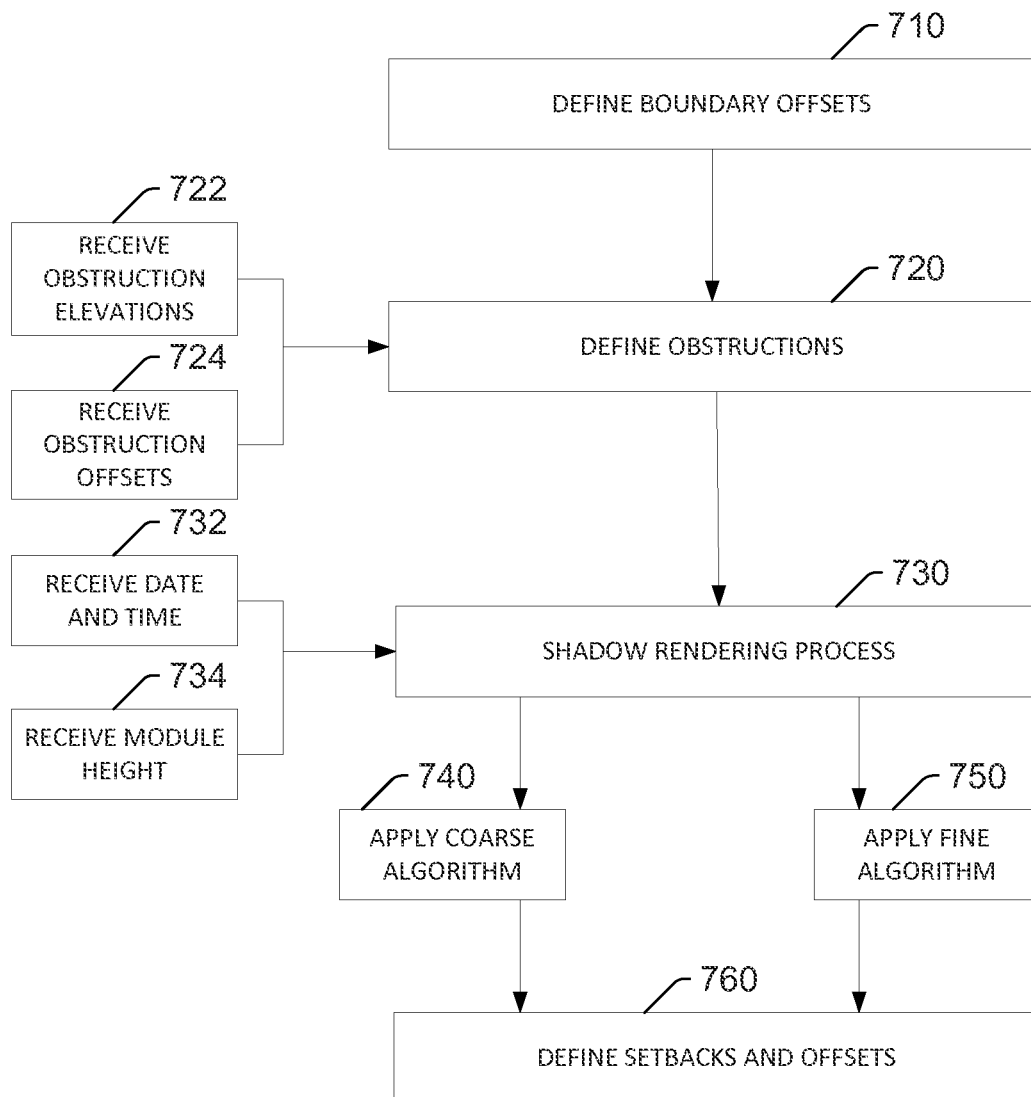 710
DEFINE BOUNDARY OFFSETS
722
RECEIVE
OBSTRUCTION
ELEVATIONS
720
DEFINE OBSTRUCTIONS
724
RECEIVE
OBSTRUCTION
OFFSETS
732
RECEIVE DATE
AND TIME
730
SHADOW RENDERING PROCESS
734
RECEIVE MODULE
HEIGHT
740
APPLY COARSE
ALGORITHM
750
APPLY FINE
ALGORITHM
760
DEFINE SETBACKS AND OFFSETS